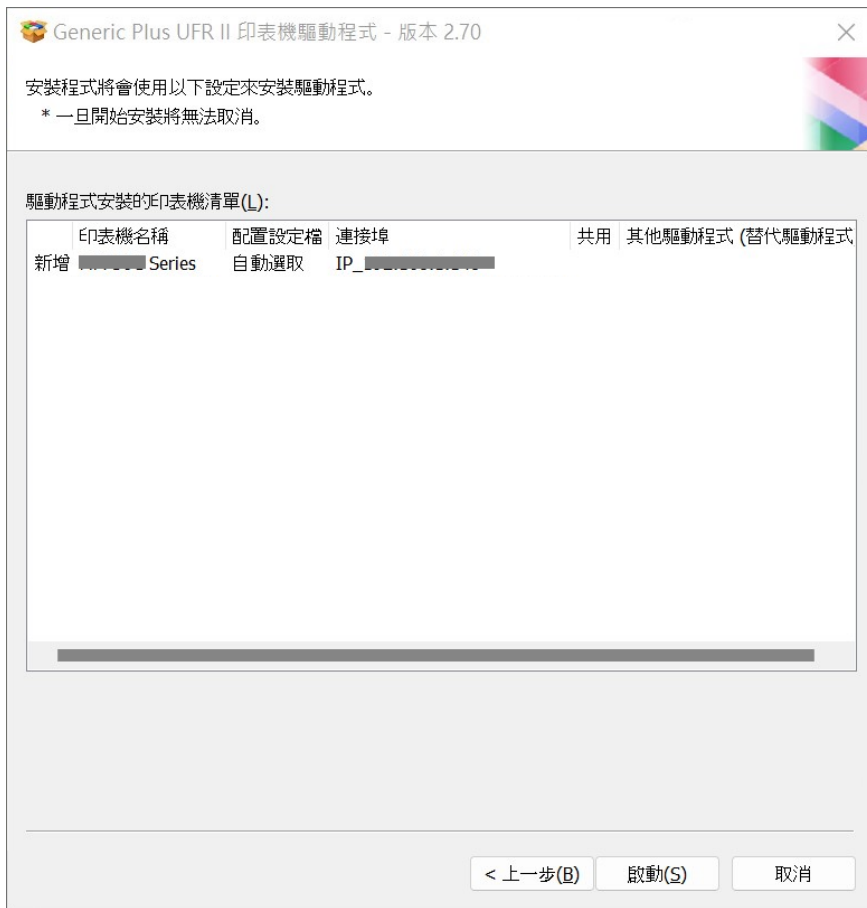 Generic Plus UFR II 印表機驅動程式 - 版本 2.70
安裝程式將會使用以下設定來安裝驅動程式。
* 一旦開始安裝將無法取消。
驅動程式安裝的印表機清單(L):
印表機名稱 配置設定檔 連接埠 共用 其他驅動程式 (替代驅動程式
新增 Series 自動選取 IP_
< 上一步(B) 啟動(S) 取消